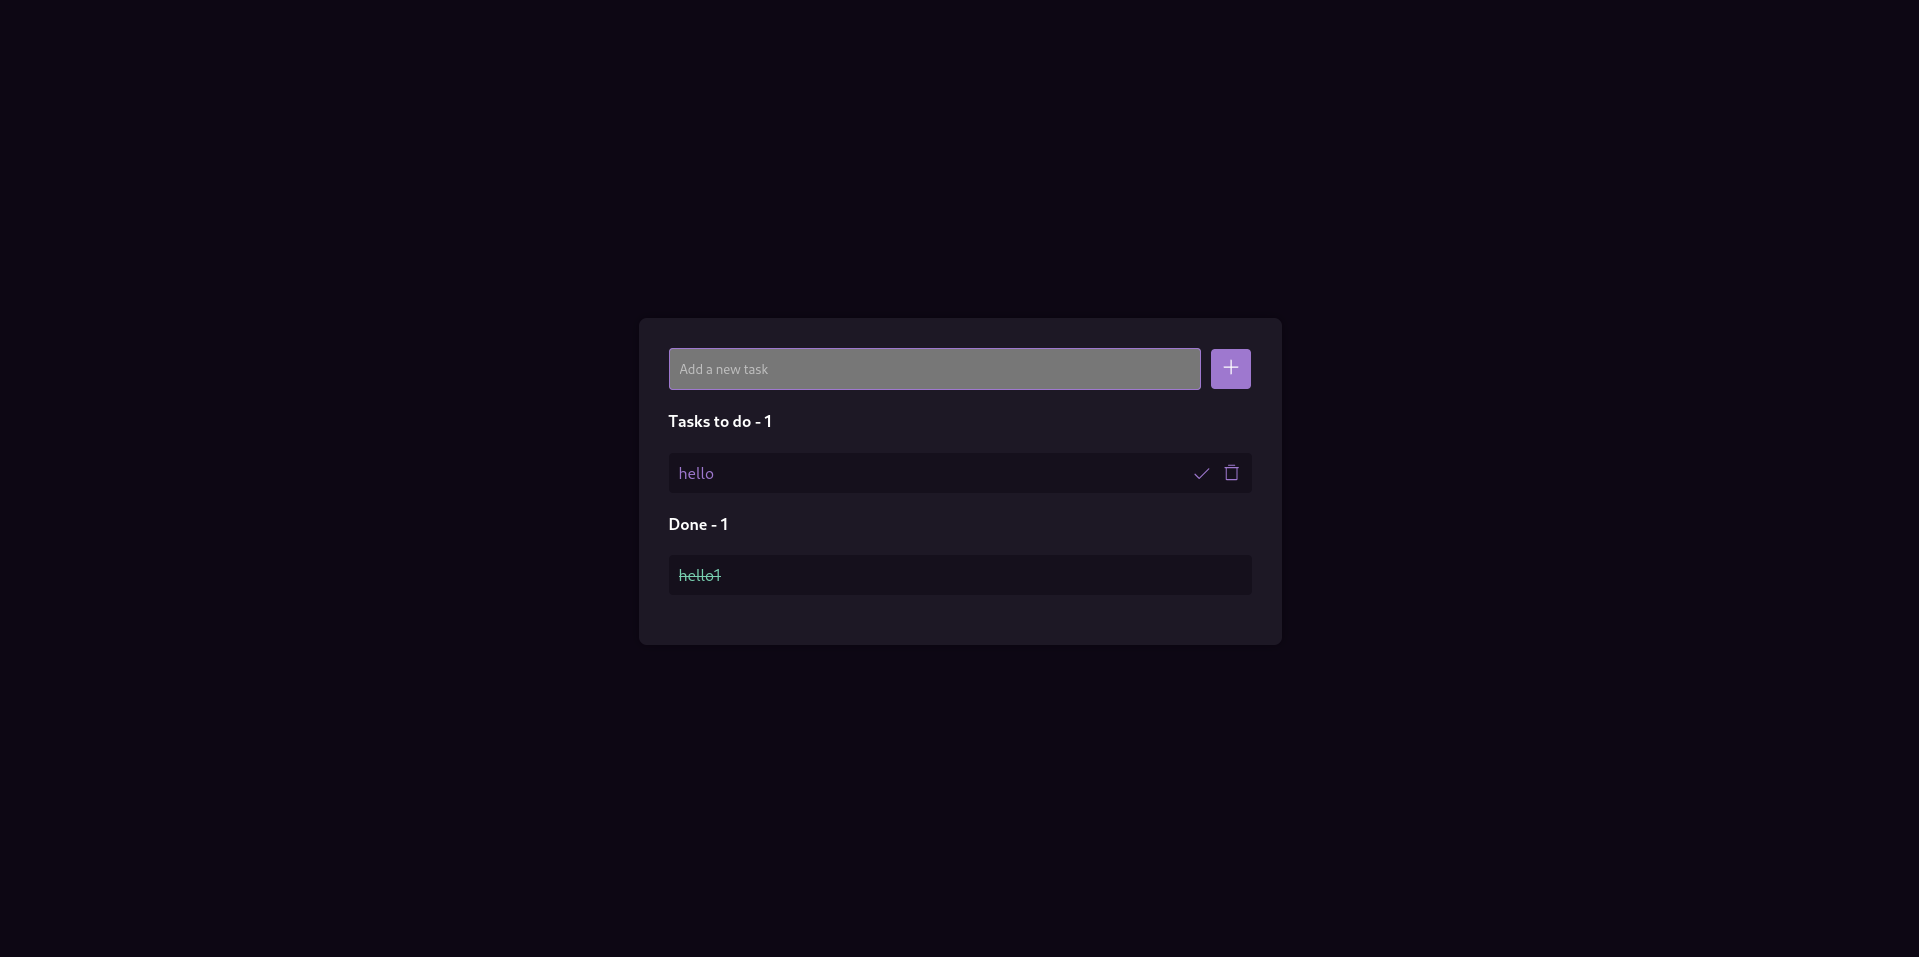 Add a new task
Tasks to do - 1
hello
Done - 1
hello1